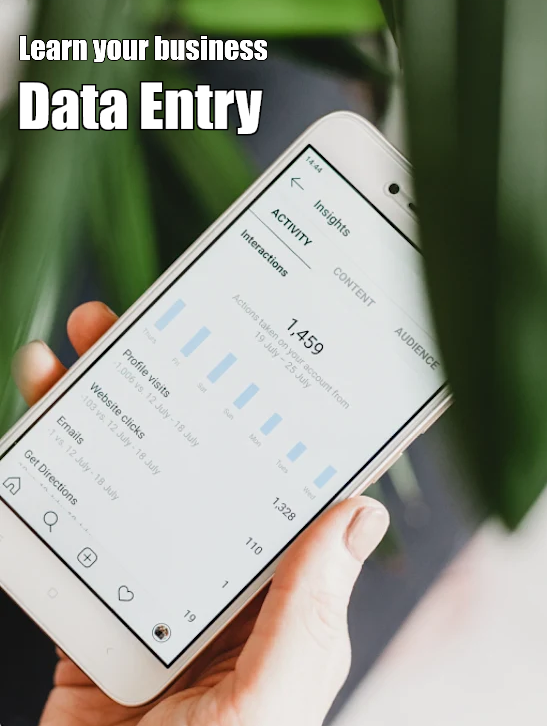 Learn your business
Data Entry
14:44
Insights
ACTIVITY
CONTENT
AUDIENCE
Interactions
1,459
Actions taken on your account from
19 July – 25 July
Thurs
Fri
Sat
Sun
Mon
Tues
Wed
Profile visits
1,328
1,006 vs. 12 July - 18 July
Website clicks
110
103 vs. 12 July - 18 July
Emails
1
1 vs. 12 July - 18 July
Get Directions
19